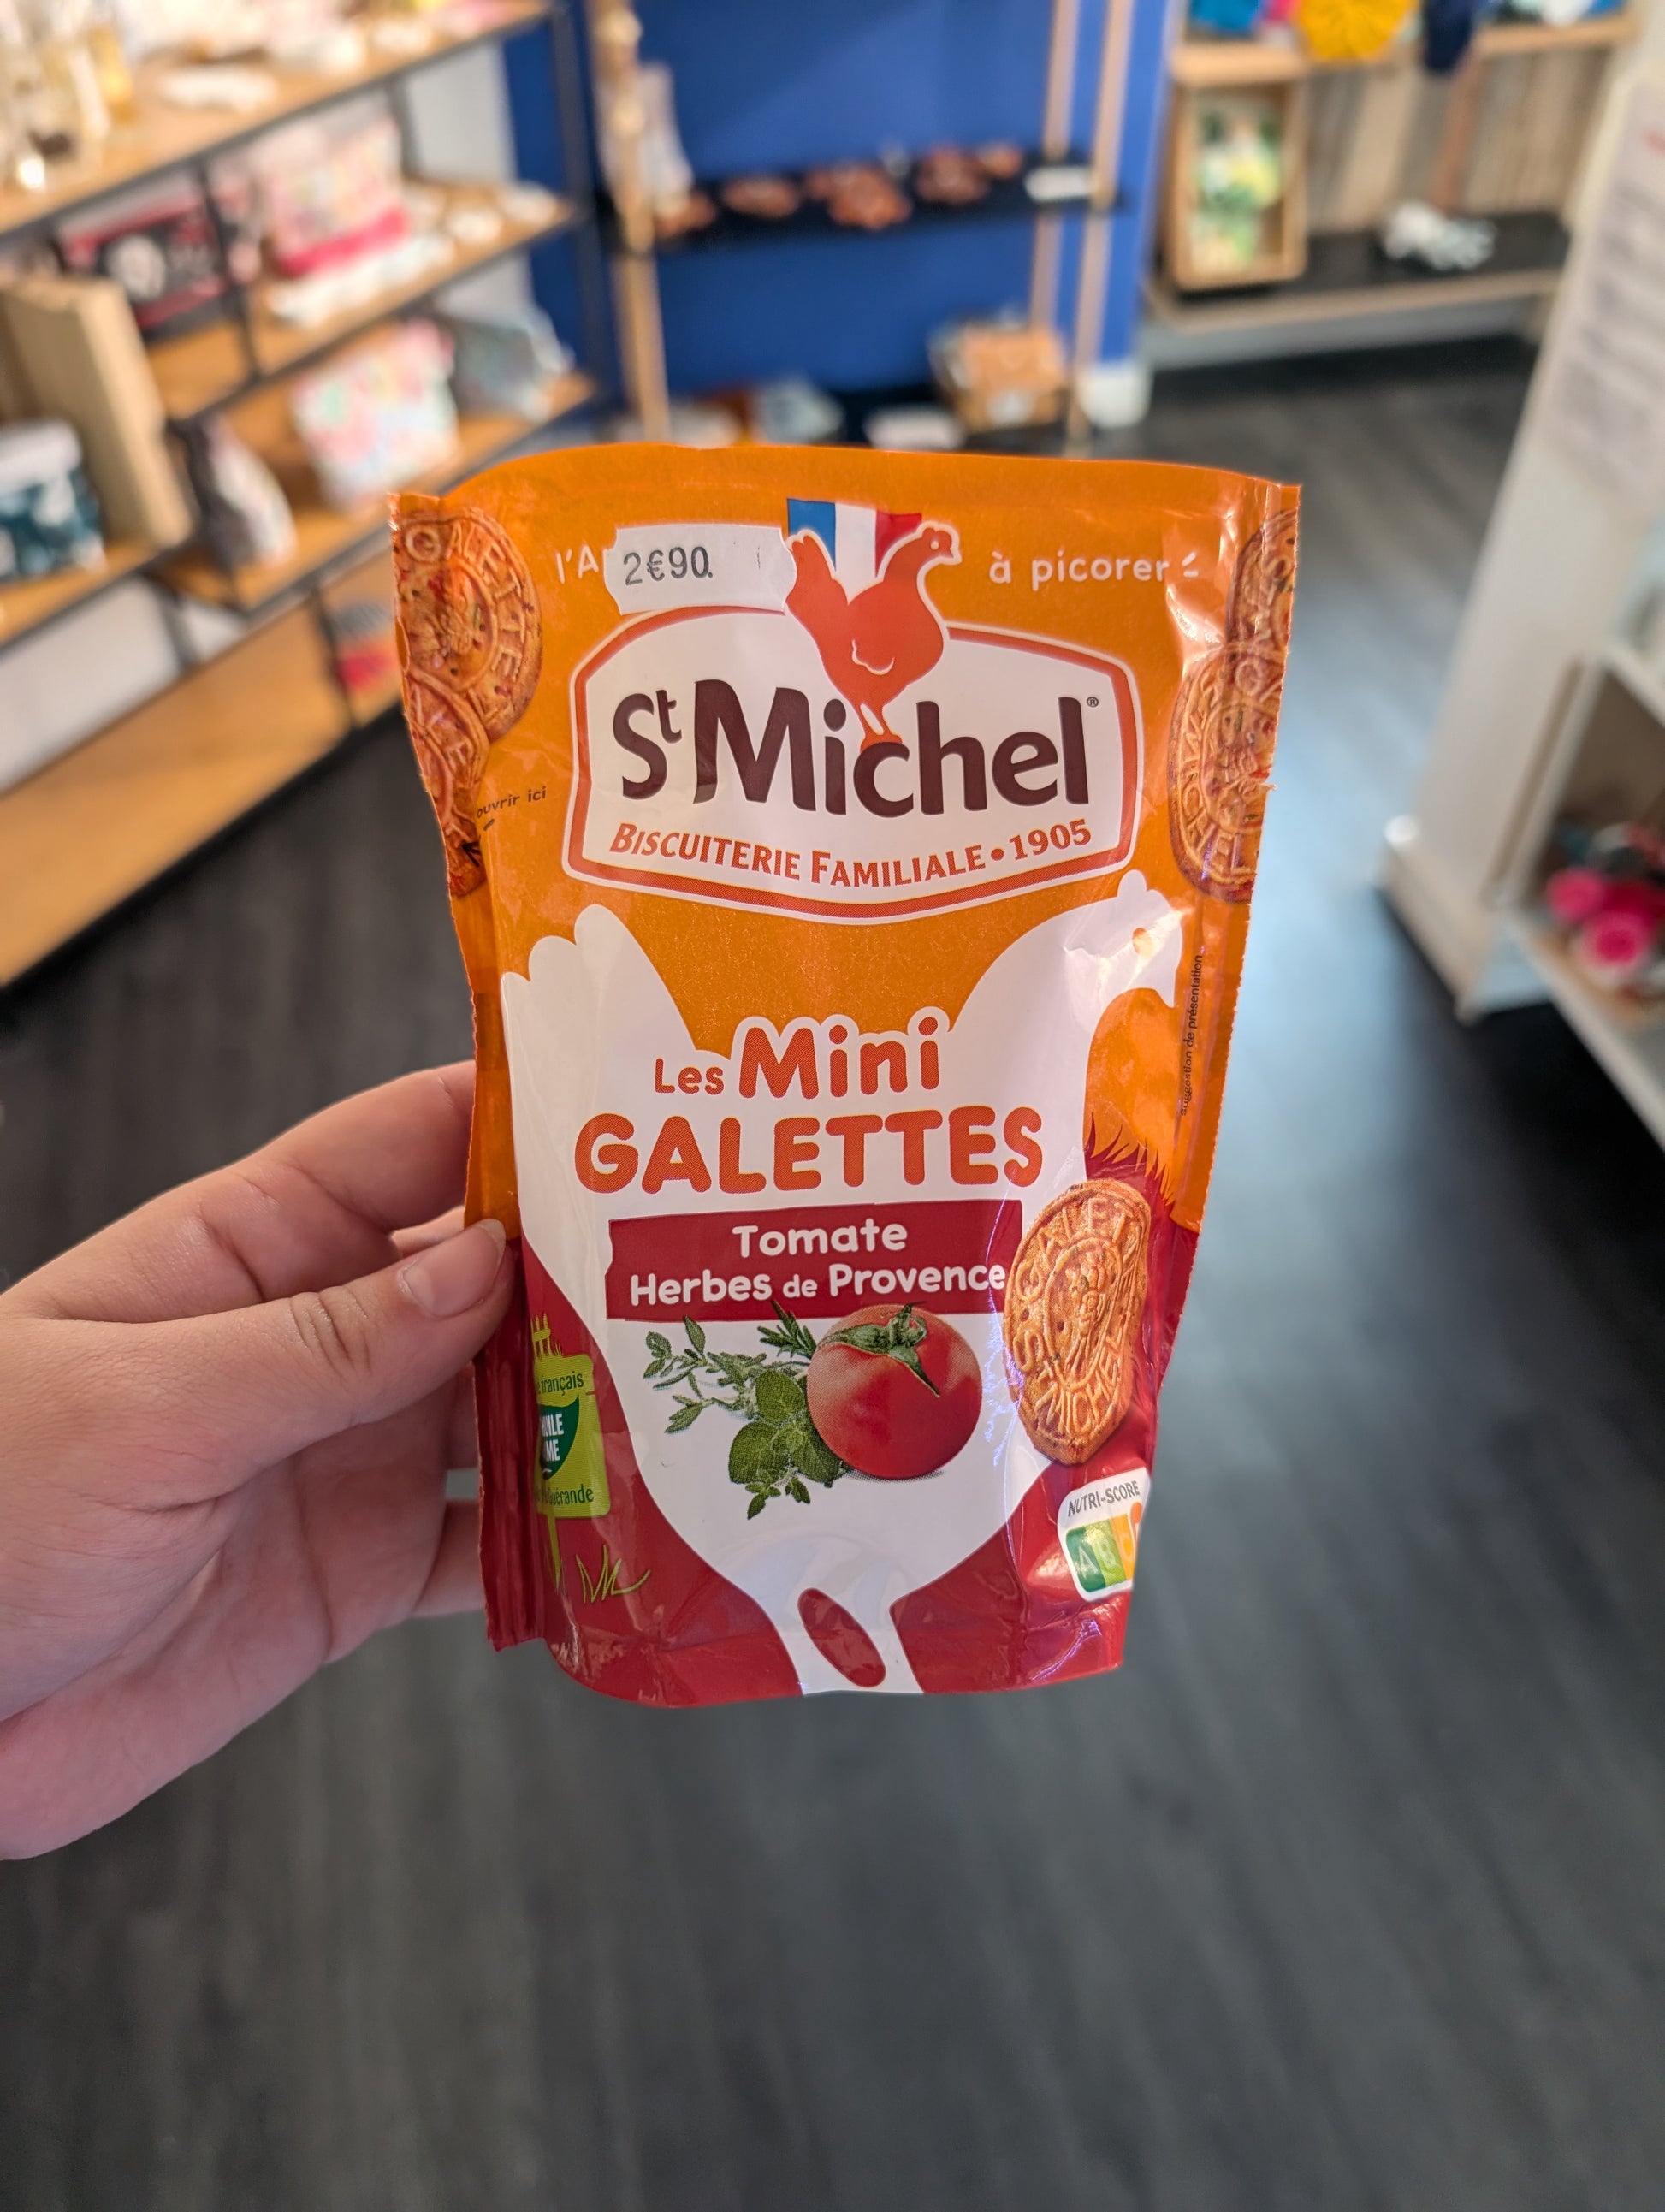 l'A
2€90.
à picorer
St Michel®
BISCUITERIE FAMILIALE • 1905
ouvrir ici
suggestion de présentation
Les Mini
GALETTES
Tomate
Herbes de Provence
français
NUTRI-SCORE
A